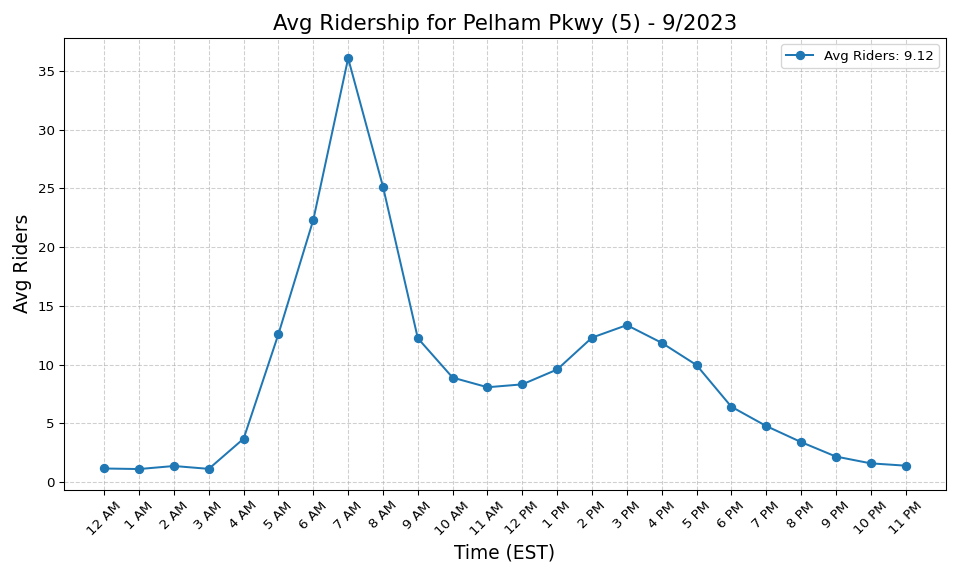 Avg Ridership for Pelham Pkwy (5) - 9/2023
Avg Riders: 9.12
Avg Riders
35
30
25
20
15
10
5
0
12 AM 1 AM 2 AM 3 AM 4 AM 5 AM 6 AM 7 AM 8 AM 9 AM 10 AM 11 AM 12 PM 1 PM 2 PM 3 PM 4 PM 5 PM 6 PM 7 PM 8 PM 9 PM 10 PM 11 PM
Time (EST)